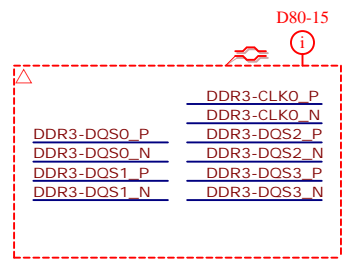 D80-15
i
DDR3-CLK0_P
DDR3-CLK0_N
DDR3-DQS0_P DDR3-DQS2_P
DDR3-DQS0_N DDR3-DQS2_N
DDR3-DQS1_P DDR3-DQS3_P
DDR3-DQS1_N DDR3-DQS3_N